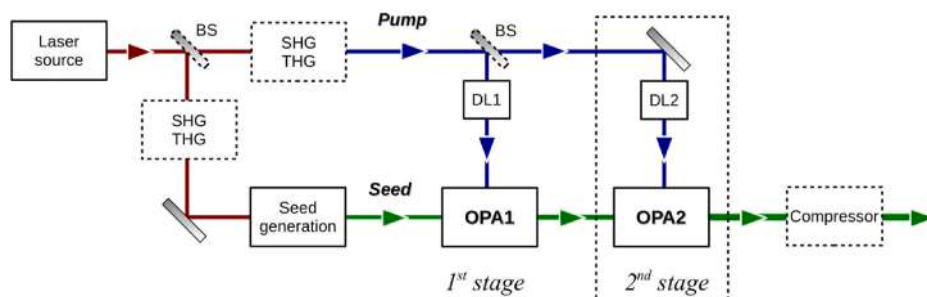 Laser
source
BS
SHG
THG
Pump
BS
DL1
DL2
SHG
THG
Seed
generation
Seed
OPA1
OPA2
Compressor
1st stage
2nd stage